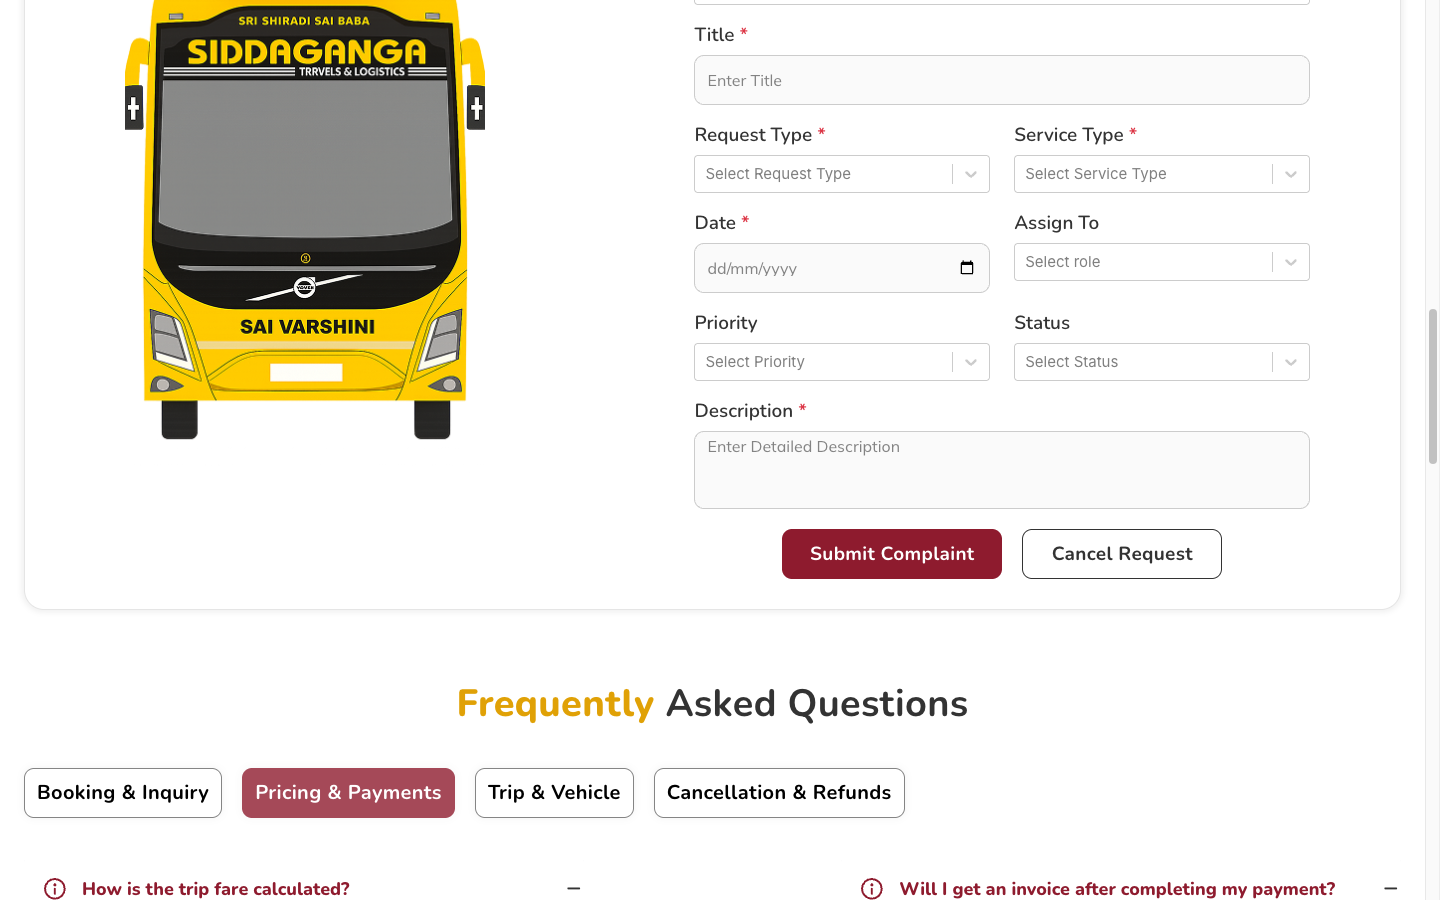 SRI SHIRADI SAI BABA
SIDDAGANGA
TRRVELS & LOGISTICS
SAI VARSHINI
Title *
Enter Title
Request Type *
Service Type *
Select Request Type
Select Service Type
Date *
Assign To
dd/mm/yyyy
Select role
Priority
Status
Select Priority
Select Status
Description *
Enter Detailed Description
Submit Complaint
Cancel Request
Frequently Asked Questions
Booking & Inquiry
Pricing & Payments
Trip & Vehicle
Cancellation & Refunds
How is the trip fare calculated?
Will I get an invoice after completing my payment?